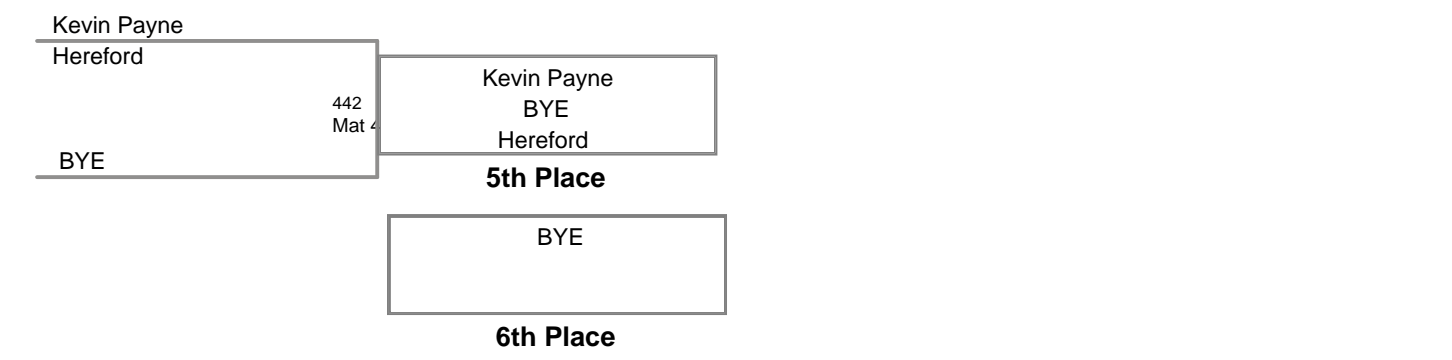 Kevin Payne
Hereford
442
Mat 4
BYE
Kevin Payne
BYE
Hereford
5th Place
BYE
6th Place